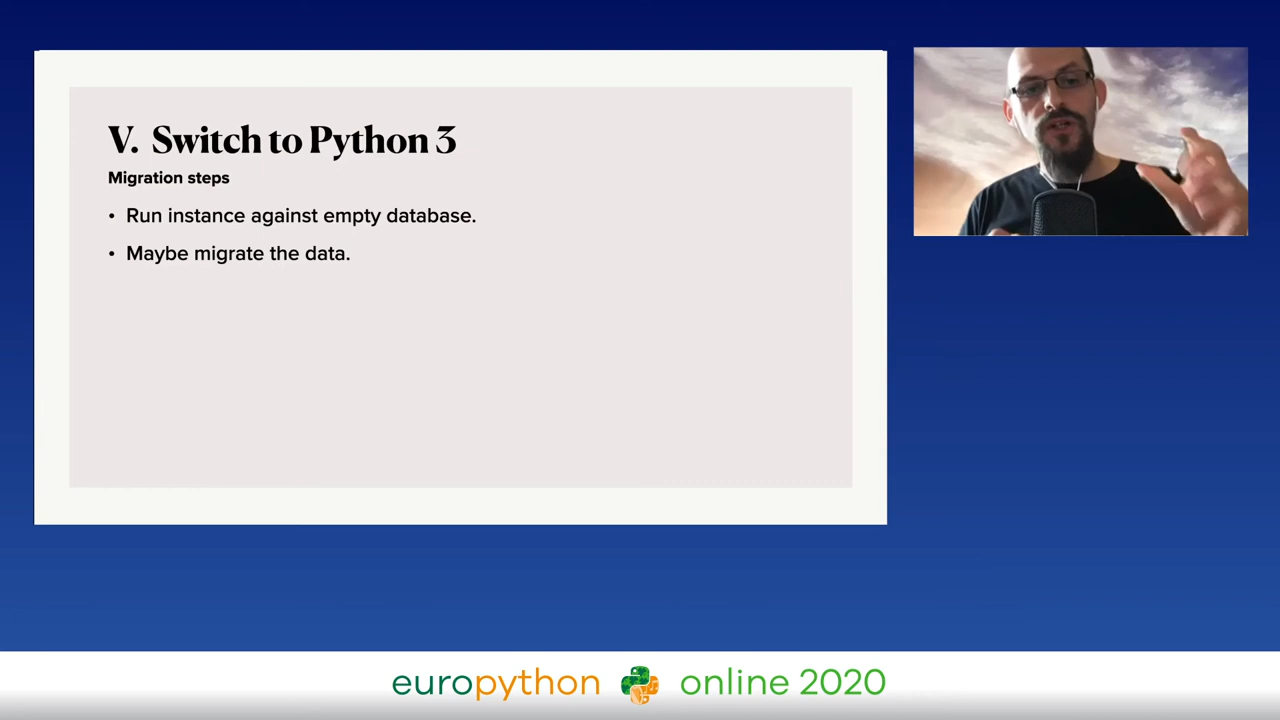 V. Switch to Python 3
Migration steps
• Run instance against empty database.
• Maybe migrate the data.
europython online 2020